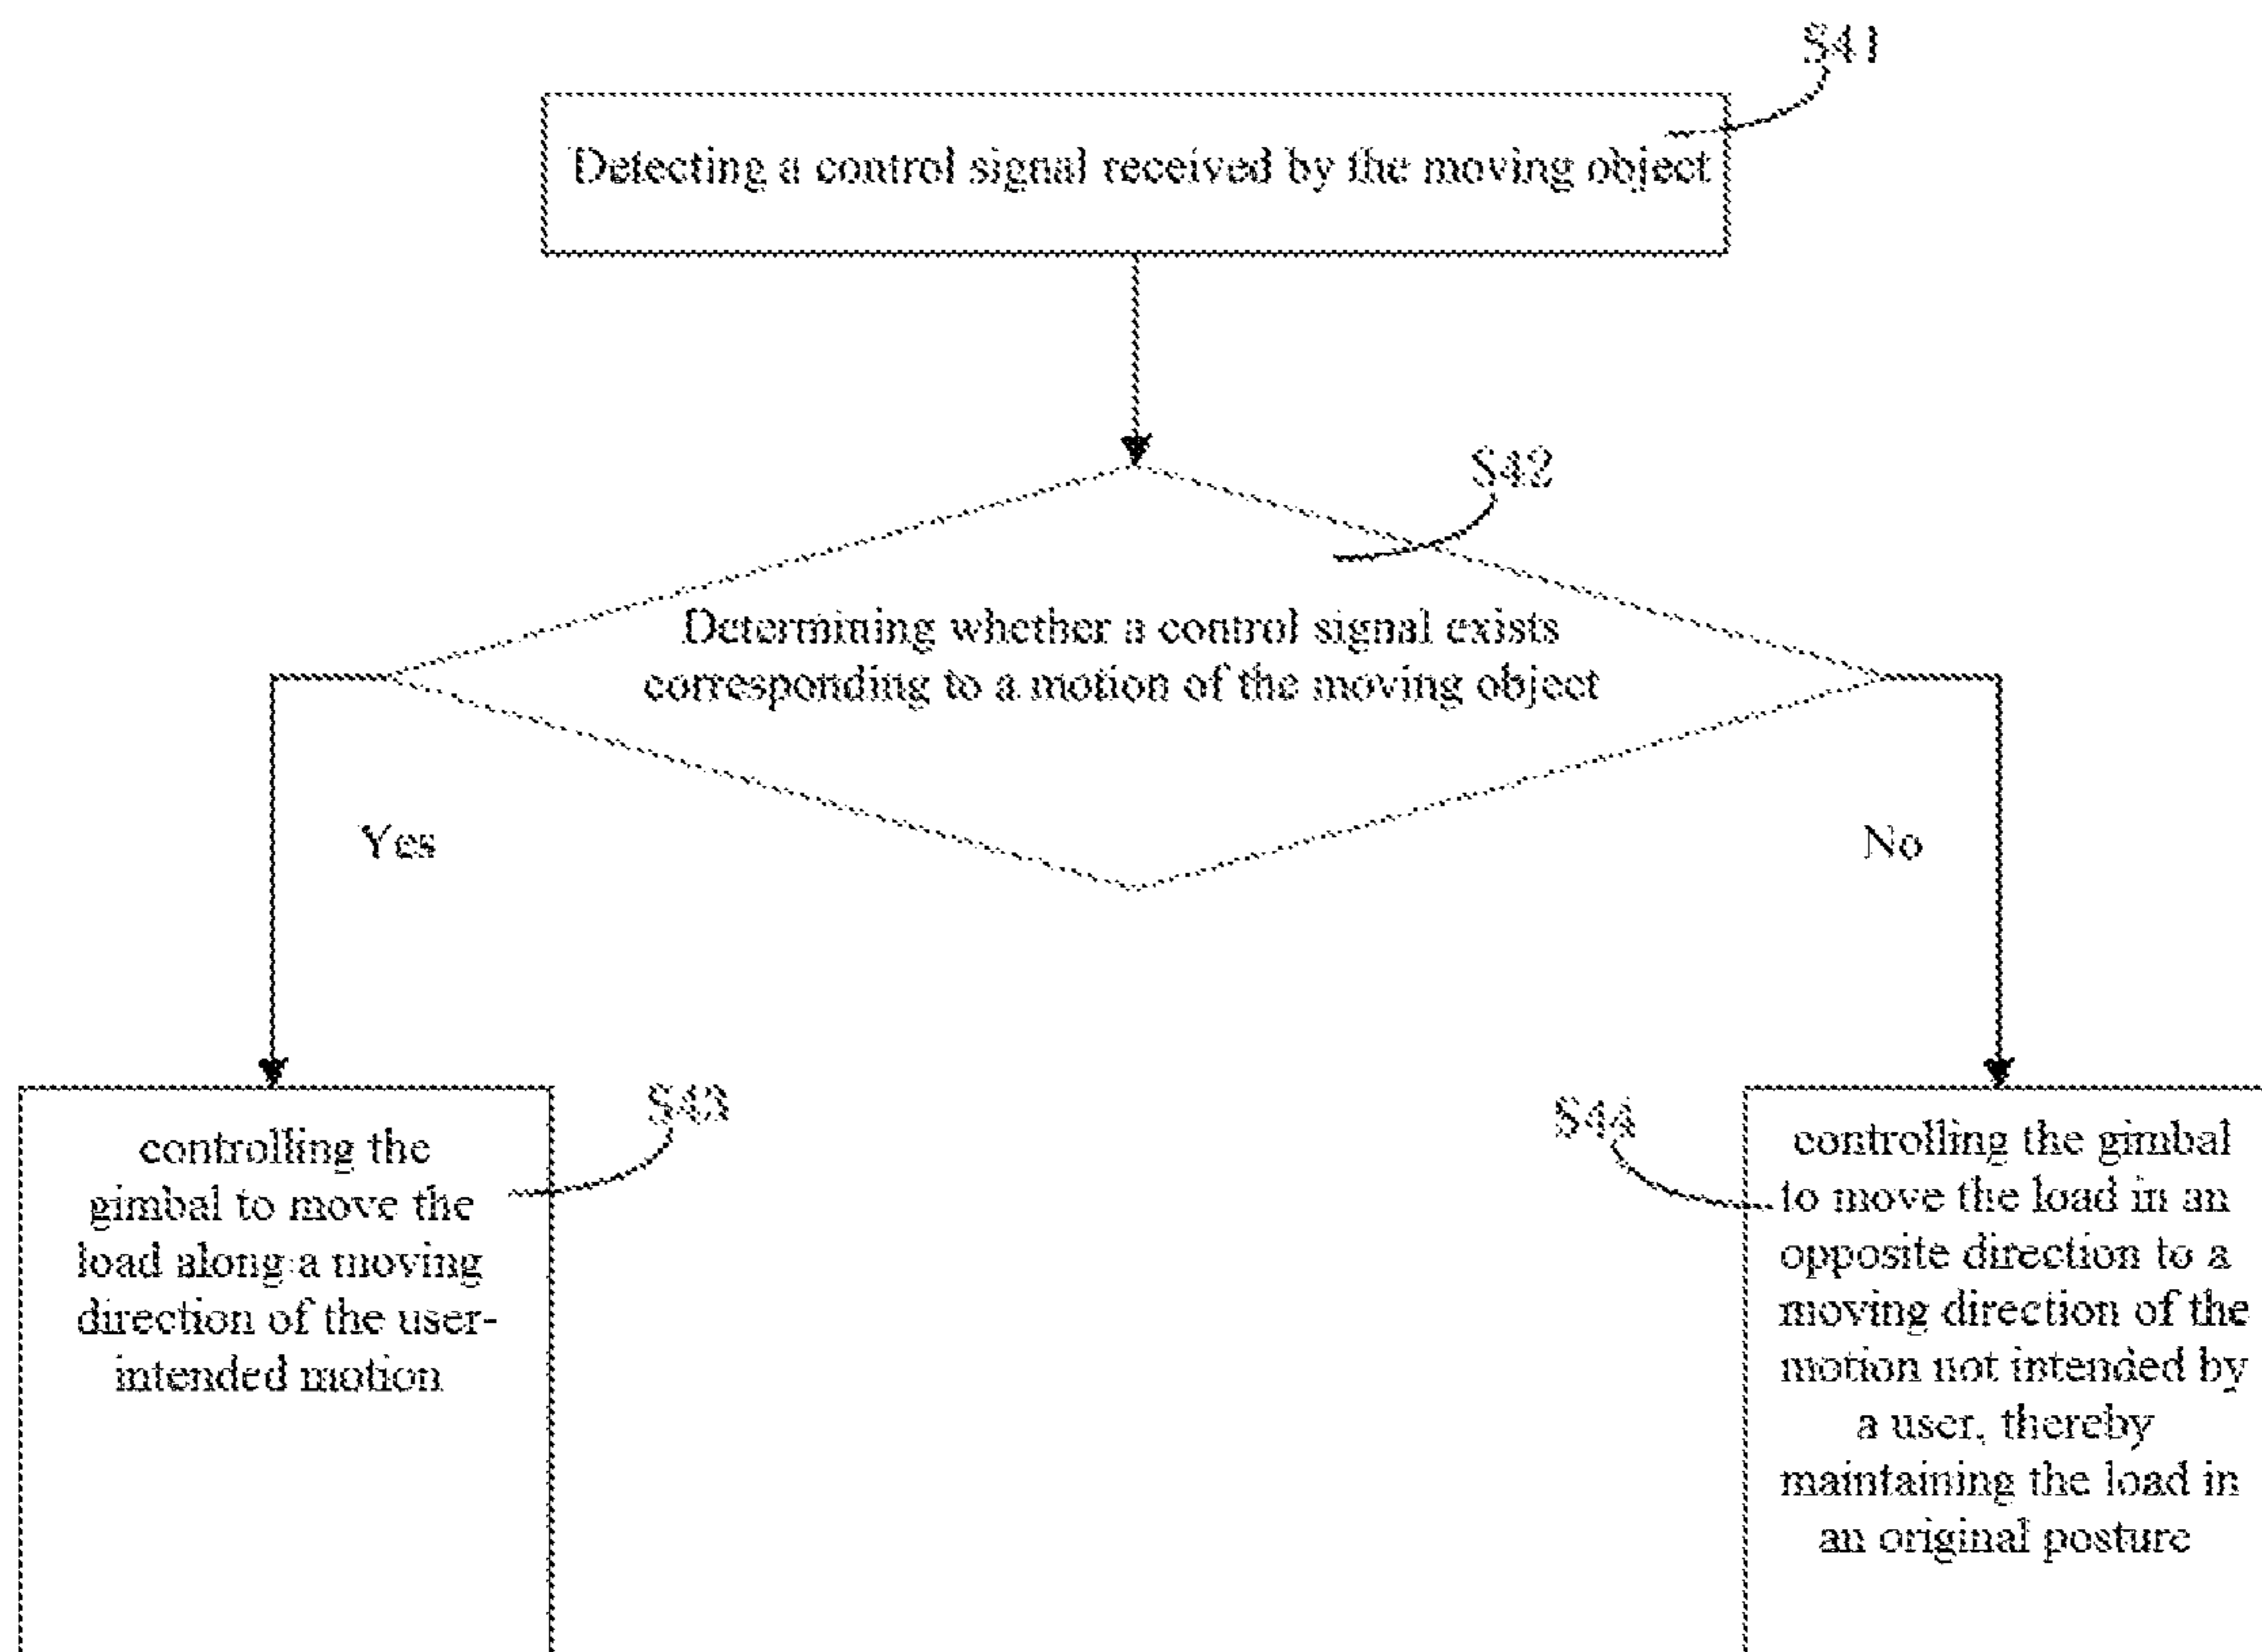 S41
Detecting a control signal received by the moving object
S42
Determining whether a control signal exists
corresponding to a motion of the moving object
Yes
No
S43
controlling the
gimbal to move the
load along a moving
direction of the user-
intended motion
S44
controlling the gimbal
to move the load in an
opposite direction to a
moving direction of the
motion not intended by
a user, thereby
maintaining the load in
an original posture